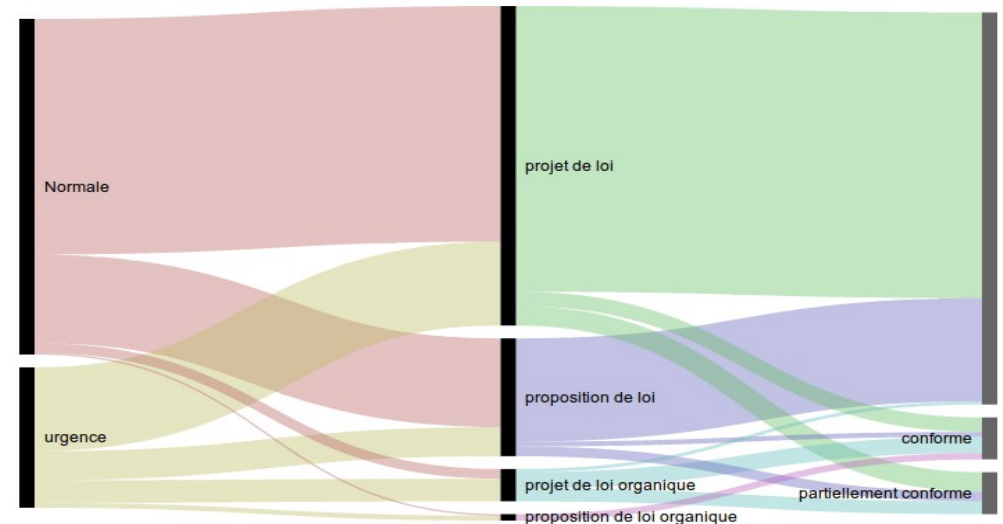 Normale
urgence
projet de loi
proposition de loi
projet de loi organique
proposition de loi organique
conforme
partiellement conforme